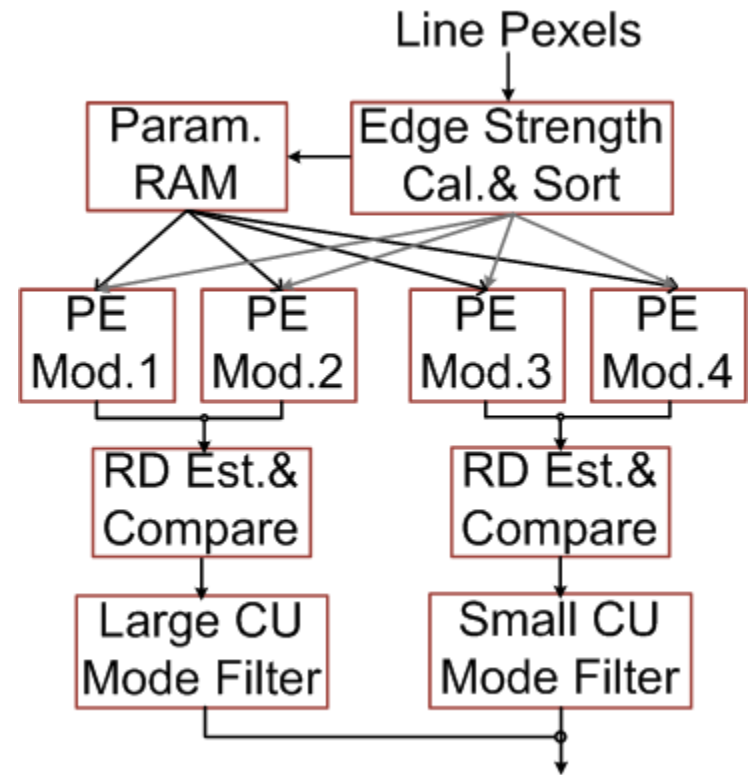 Line Pexels
Param.
RAM
Edge Strength
Cal.& Sort
PE
Mod.1
PE
Mod.2
PE
Mod.3
PE
Mod.4
RD Est.&
Compare
RD Est.&
Compare
Large CU
Mode Filter
Small CU
Mode Filter